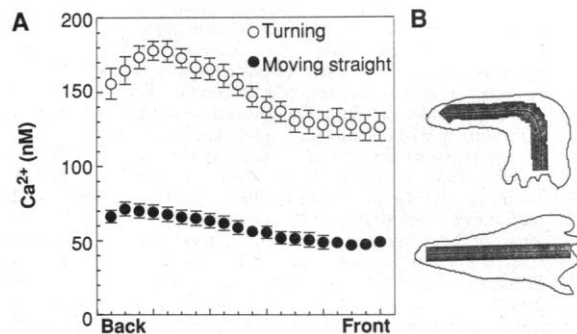 A
B
200
150
100
50
0
Ca²⁺ (nM)
Turning
Moving straight
Back
Front